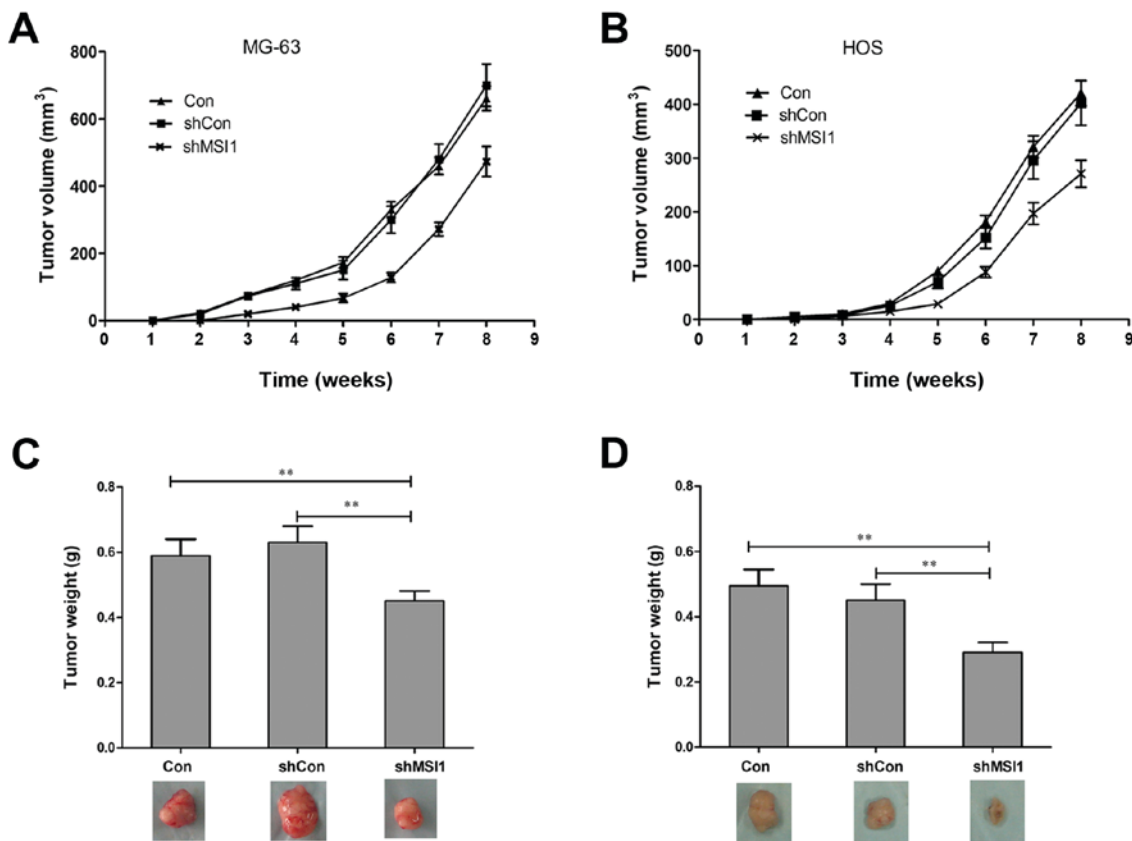 A
MG-63
Tumor volume (mm³)
800
600
400
200
0
Con
shCon
shMSI1
0 1 2 3 4 5 6 7 8 9
Time (weeks)
B
HOS
Tumor volume (mm³)
500
400
300
200
100
0
Con
shCon
shMSI1
0 1 2 3 4 5 6 7 8 9
Time (weeks)
C
Tumor weight (g)
0.8
0.6
0.4
0.2
0.0
**
**
Con shCon shMSI1
D
Tumor weight (g)
0.8
0.6
0.4
0.2
0.0
**
**
Con shCon shMSI1